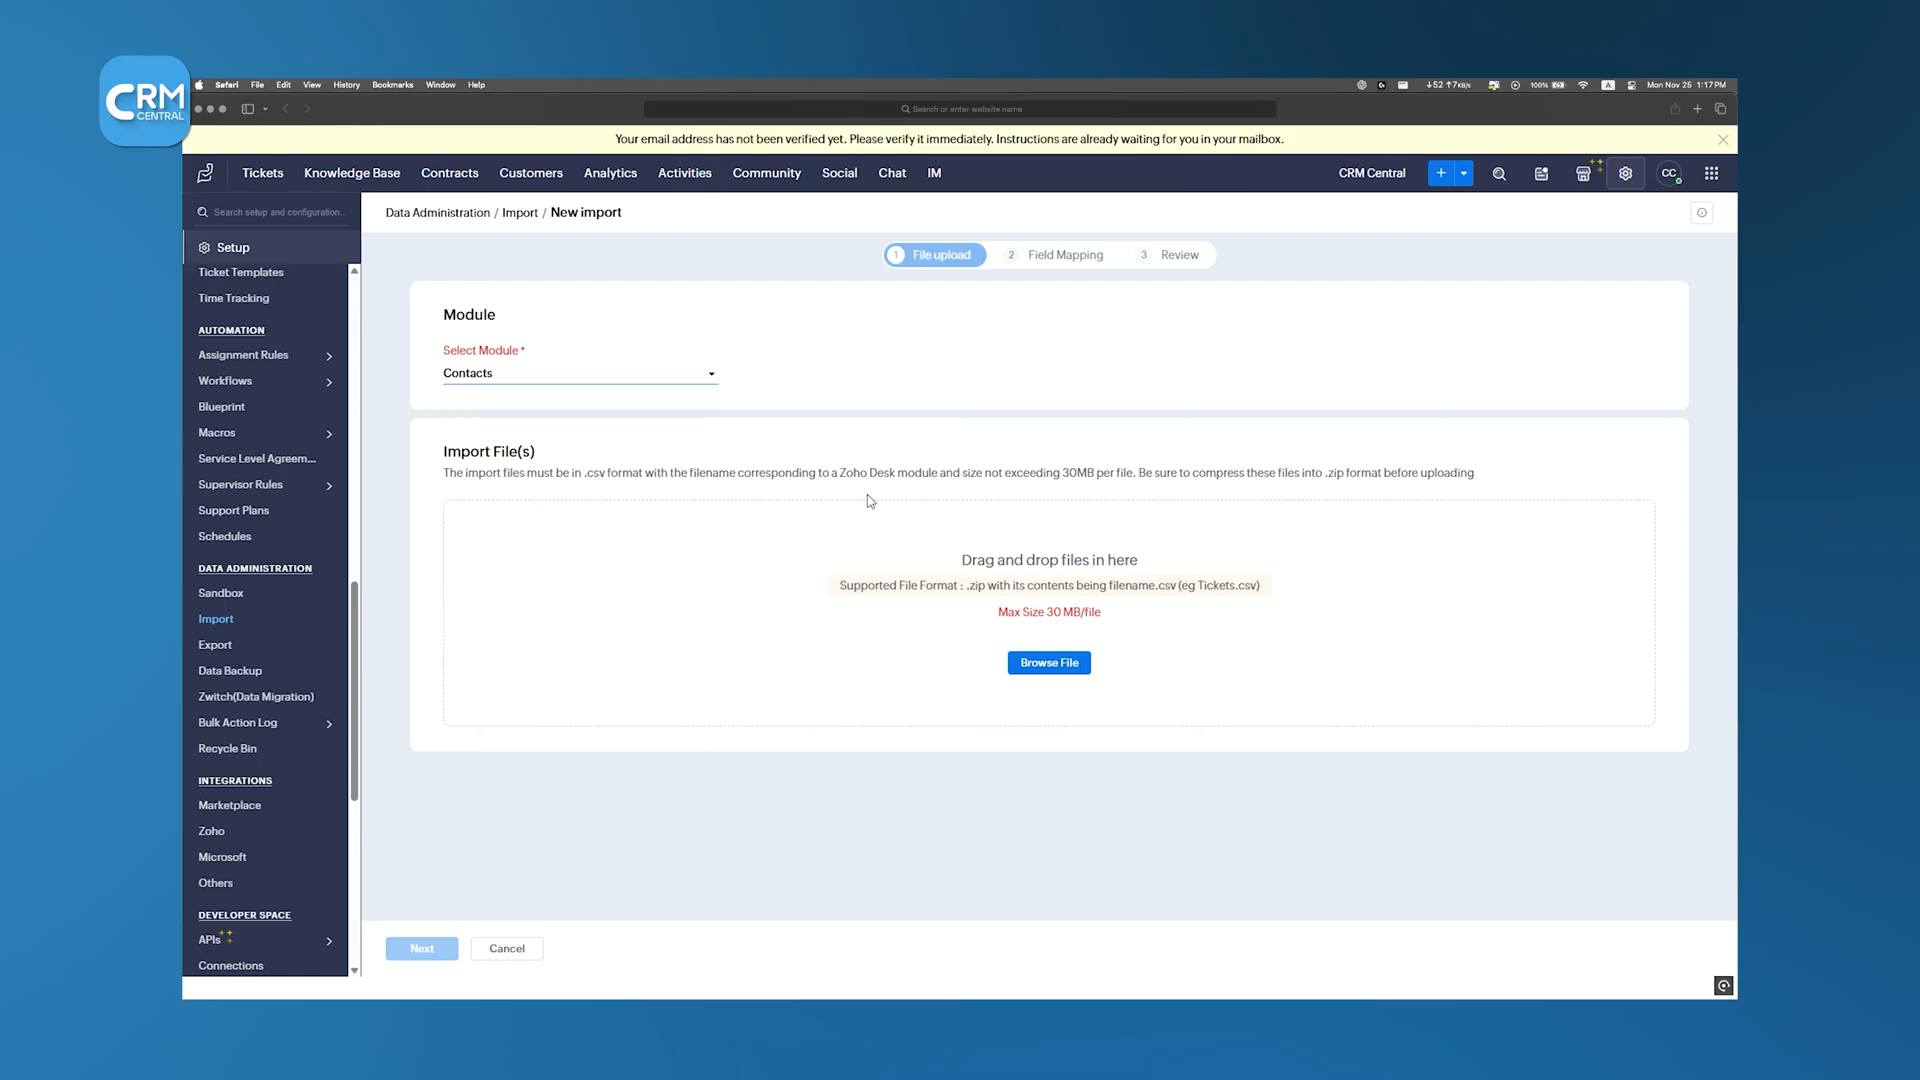 CRM
CENTRAL
Safari File Edit View History Bookmarks Window Help
↓52 ↑7KB/s 100% A Mon Nov 25 1:17 PM
Search or enter website name
Your email address has not been verified yet. Please verify it immediately. Instructions are already waiting for you in your mailbox.
Tickets Knowledge Base Contracts Customers Analytics Activities Community Social Chat IM CRM Central CC
Search setup and configuration..
Data Administration / Import / New import
Setup
1 File upload 2 Field Mapping 3 Review
Ticket Templates
Time Tracking
AUTOMATION
Assignment Rules
Workflows
Blueprint
Macros
Service Level Agreem...
Supervisor Rules
Support Plans
Schedules
DATA ADMINISTRATION
Sandbox
Import
Export
Data Backup
Zwitch(Data Migration)
Bulk Action Log
Recycle Bin
INTEGRATIONS
Marketplace
Zoho
Microsoft
Others
DEVELOPER SPACE
APIs
Connections
Module
Select Module *
Contacts
Import File(s)
The import files must be in .csv format with the filename corresponding to a Zoho Desk module and size not exceeding 30MB per file. Be sure to compress these files into .zip format before uploading
Drag and drop files in here
Supported File Format : .zip with its contents being filename.csv (eg Tickets.csv)
Max Size 30 MB/file
Browse File
Next Cancel